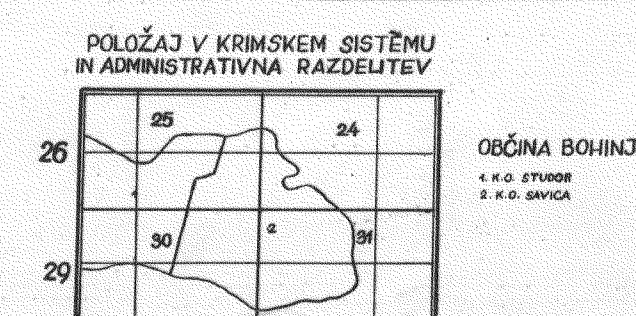 POLOŽAJ V KRIMSKEM SISTEMU
IN ADMINISTRATIVNA RAZDELITEV
25
24
26
OBČINA BOHINJ
1. K.O. STUDOR
2. K.O. SAVICA
1
2
30
31
29